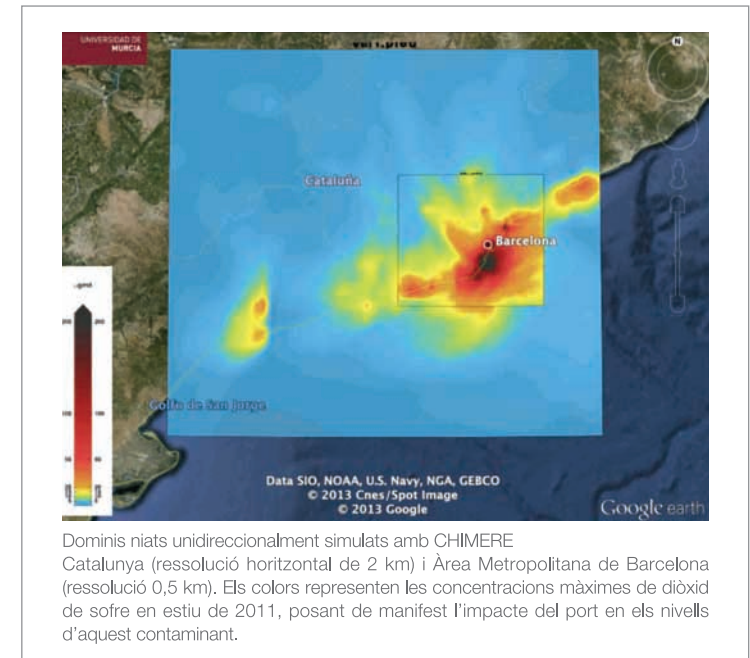 UNIVERSIDAD DE
MURCIA
N
Cataluña
Barcelona
Golfo de San Jorge
Data SIO, NOAA, U.S. Navy, NGA, GEBCO
© 2013 Cnes/Spot Image
© 2013 Google
Google earth
Dominis niats unidireccionalment simulats amb CHIMERE
Catalunya (ressolució horitzontal de 2 km) i Àrea Metropolitana de Barcelona
(ressolució 0,5 km). Els colors representen les concentracions màximes de diòxid
de sofre en estiu de 2011, posant de manifest l’impacte del port en els nivells
d’aquest contaminant.